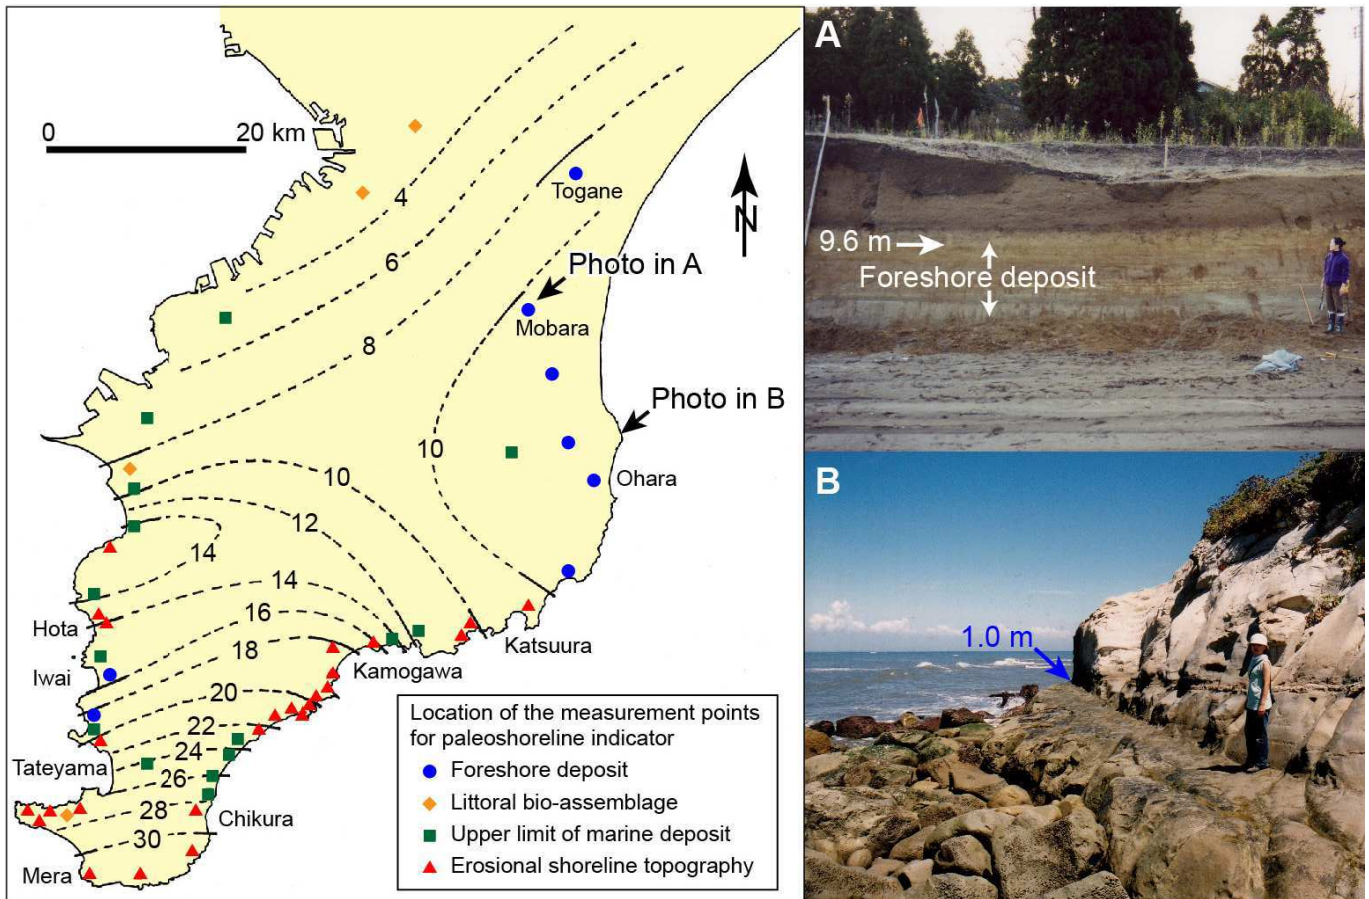 0 20 km
N
4
6
8
10
10
12
14
14
16
18
20
22
24
26
28
30
Togane
Photo in A
Mobara
Photo in B
Ohara
Katsuura
Kamogawa
Hota
Iwai
Tateyama
Chikura
Mera
Location of the measurement points
for paleoshoreline indicator
Foreshore deposit
Littoral bio-assemblage
Upper limit of marine deposit
Erosional shoreline topography
A
9.6 m
Foreshore deposit
B
1.0 m